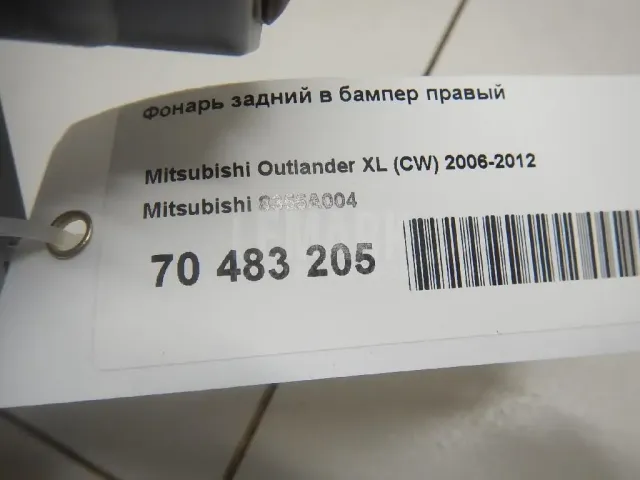 Фонарь задний в бампер правый
Mitsubishi Outlander XL (CW) 2006-2012
Mitsubishi
70 483 205